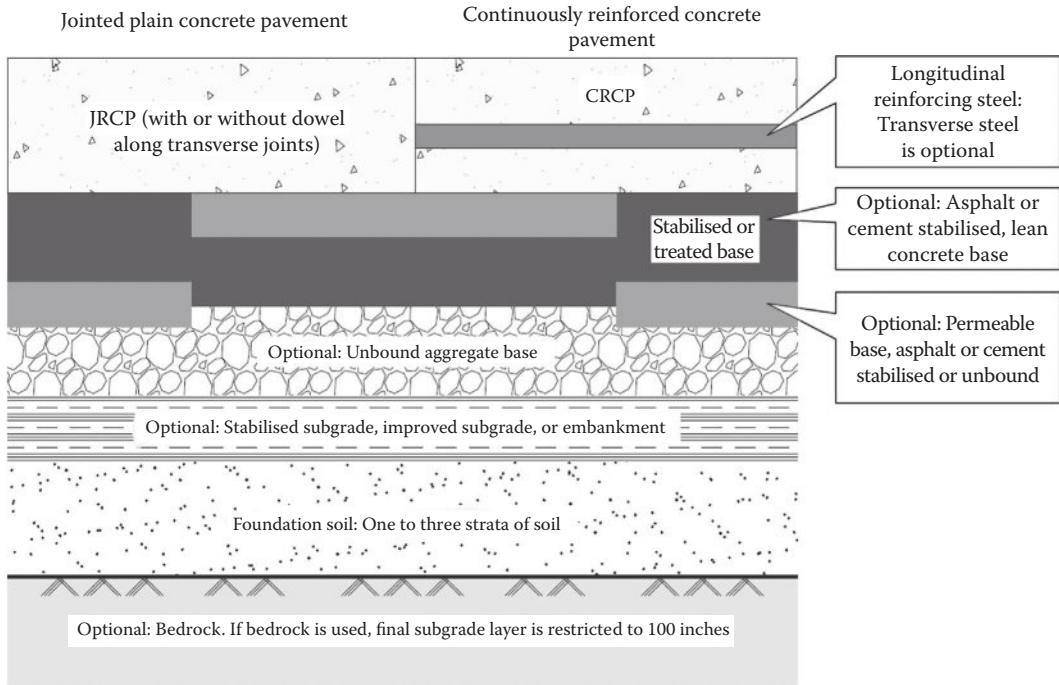 Jointed plain concrete pavement
Continuously reinforced concrete
pavement
JRCP (with or without dowel
along transverse joints)
CRCP
Longitudinal
reinforcing steel:
Transverse steel
is optional
Stabilised or
treated base
Optional: Asphalt or
cement stabilised, lean
concrete base
Optional: Permeable
base, asphalt or cement
stabilised or unbound
Optional: Unbound aggregate base
Optional: Stabilised subgrade, improved subgrade, or embankment
Foundation soil: One to three strata of soil
Optional: Bedrock. If bedrock is used, final subgrade layer is restricted to 100 inches